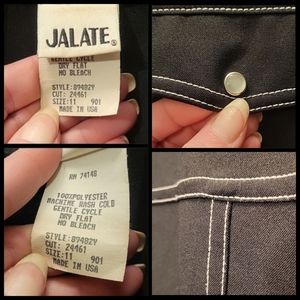 JALATE®
GENTLE CYCLE
DRY FLAT
NO BLEACH
STYLE:89482Y
CUT: 24461
SIZE:11 901
MADE IN USA
RN 74148
100%POLYESTER
MACHINE WASH COLD
GENTLE CYCLE
DRY FLAT
NO BLEACH
STYLE:89482Y
CUT: 24461
SIZE:11 901
MADE IN USA